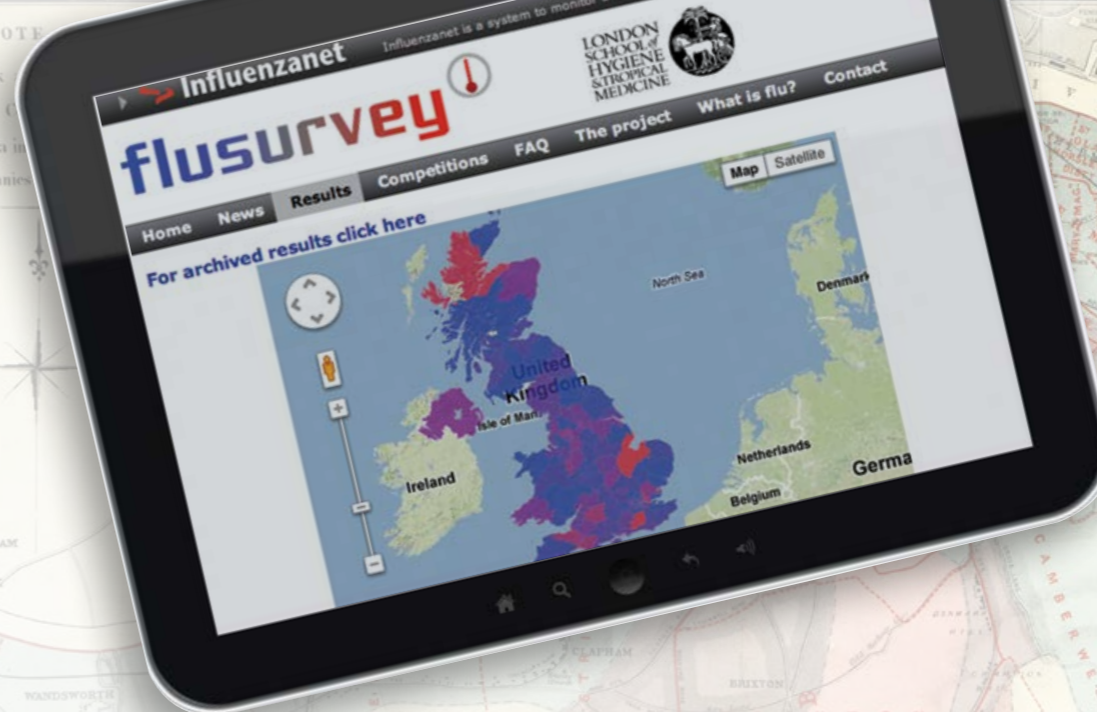 Influenzanet
Influenzanet is a system to monitor
flusurvey
LONDON
SCHOOL of
HYGIENE
& TROPICAL
MEDICINE
Home News Results Competitions FAQ The project What is flu? Contact
For archived results click here
Map Satellite
North Sea
Denmark
United
Kingdom
Isle of Man
Ireland
Netherlands
Belgium
Germa
WANDSWORTH
CLAPHAM
BRIXTON
CAMBERWE